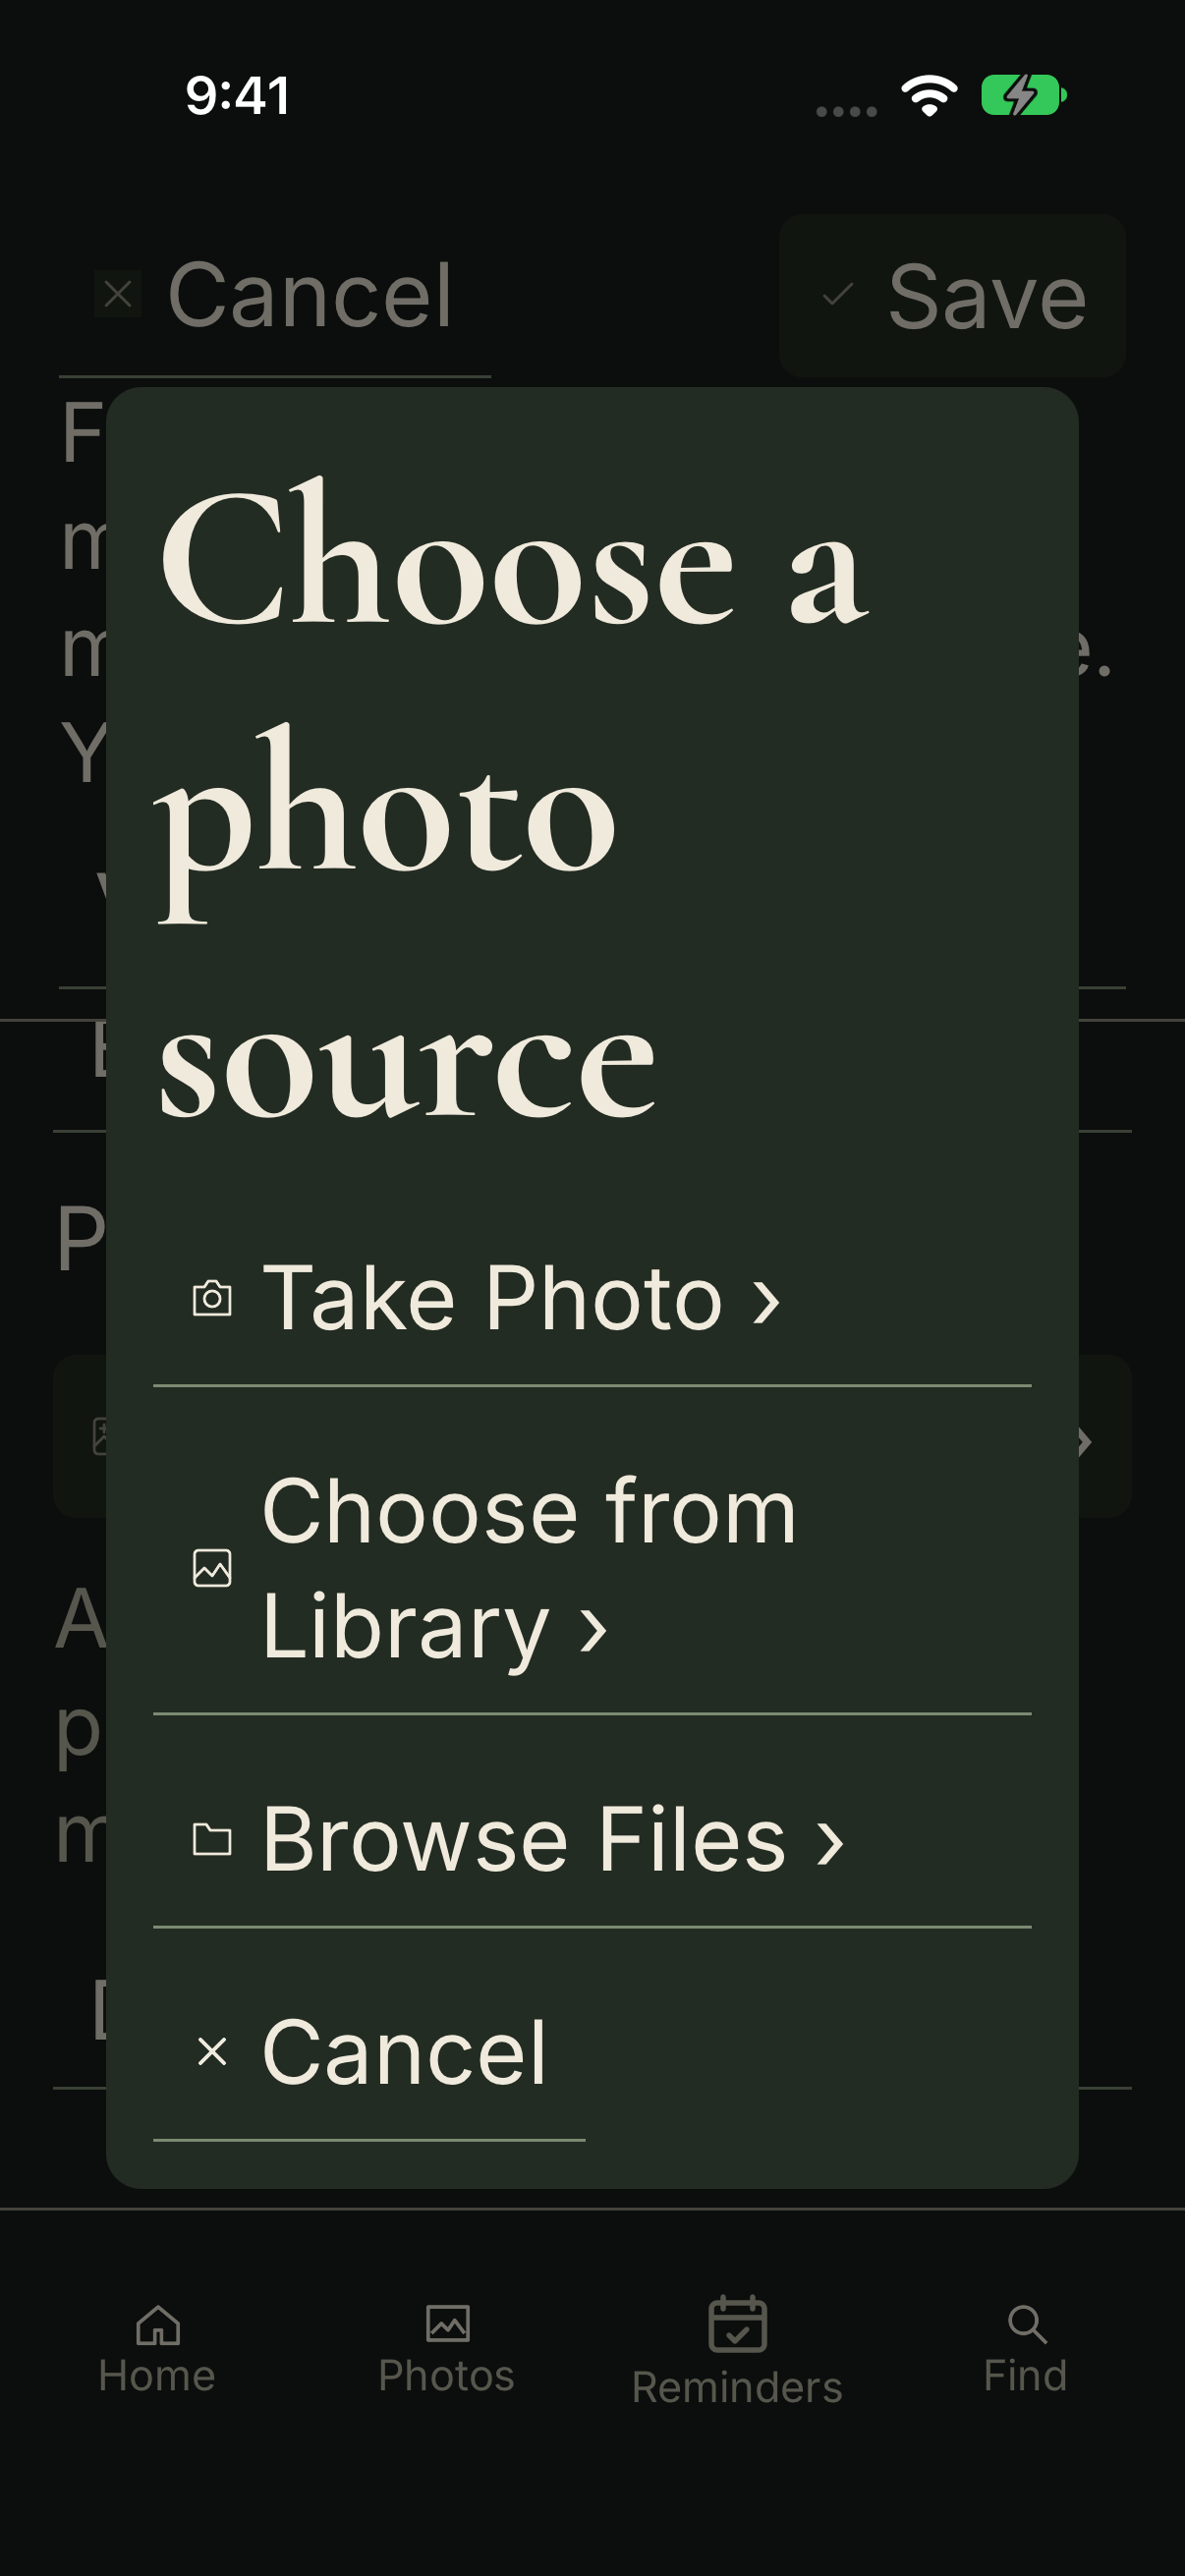 9:41
Cancel
Save
Choose a
photo
source
Take Photo ›
Choose from
Library ›
Browse Files ›
Cancel
Home
Photos
Reminders
Find